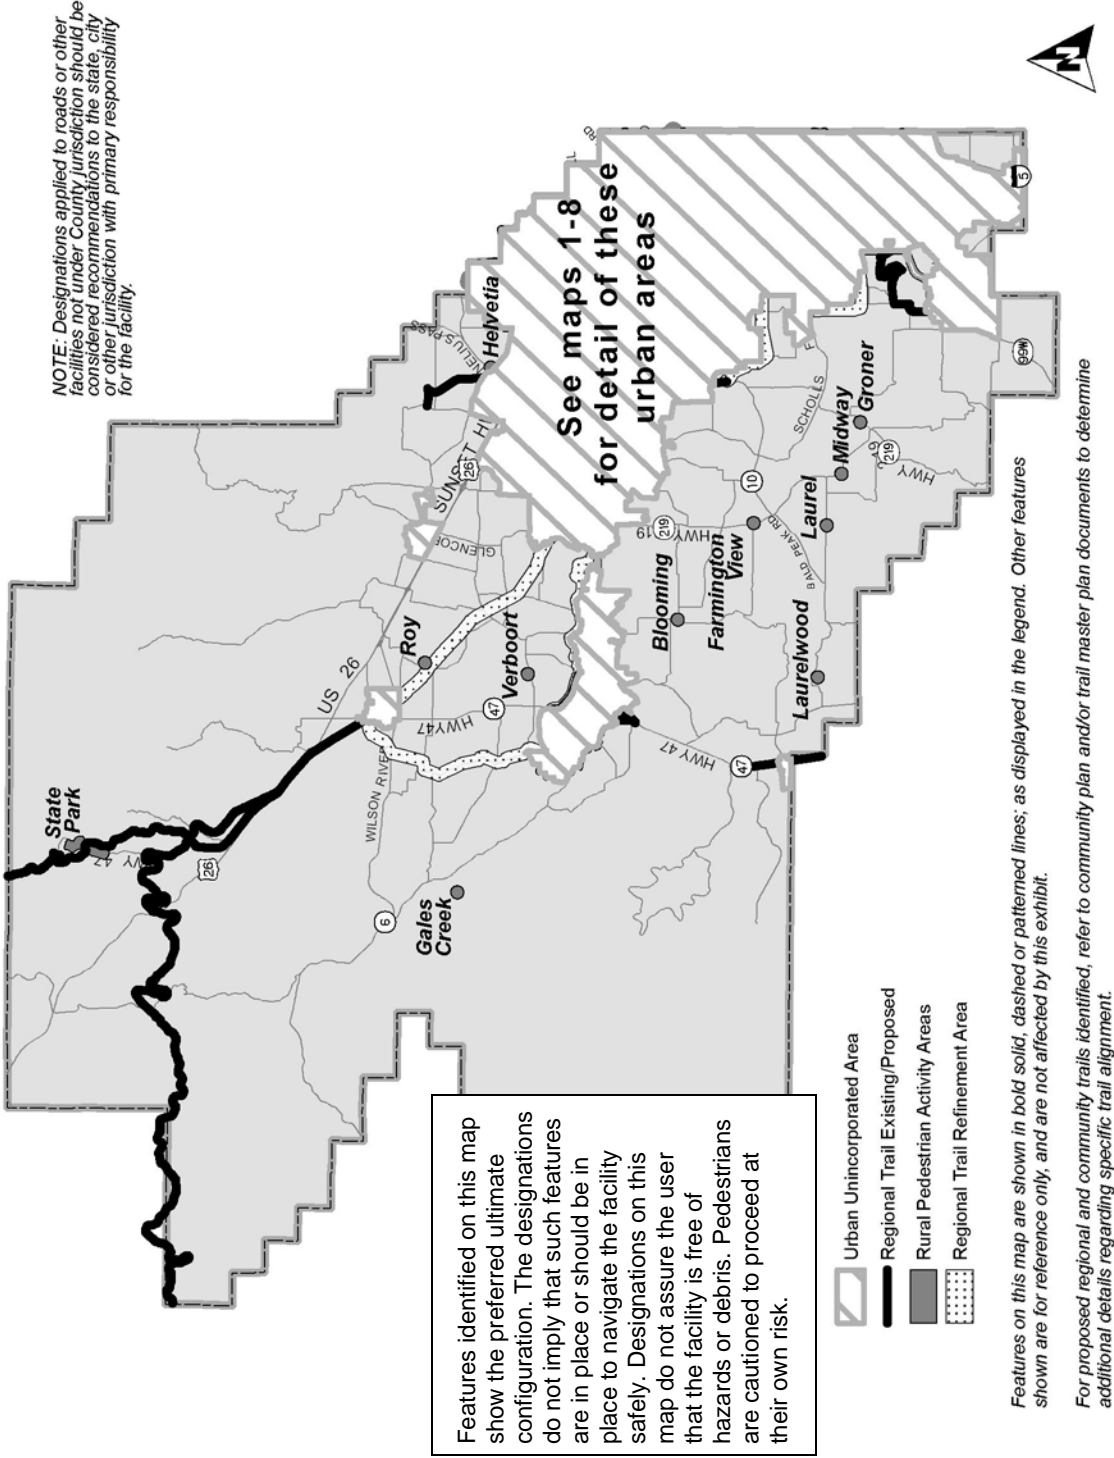 NOTE: Designations applied to roads or other
facilities not under County jurisdiction should be
considered recommendations to the state, city
or other jurisdiction with primary responsibility
for the facility.
N
State
Park
26
US 26
WILSON RIVE
6
Gales
Creek
HWY47
47
Roy
Verboort
GLENCO
SUNSET HI
26
NELIUS PASS
Helvetia
RD
See maps 1-8
for detail of these
urban areas
5
99W
HWY 47
47
Blooming
219
HWY219
Farmington
View
10
BALD PEAK RD
SCHOLLS
Laurel
Midway
Groner
219
HWY
Laurelwood
Features identified on this map
show the preferred ultimate
configuration. The designations
do not imply that such features
are in place or should be in
place to navigate the facility
safely. Designations on this
map do not assure the user
that the facility is free of
hazards or debris. Pedestrians
are cautioned to proceed at
their own risk.
Urban Unincorporated Area
Regional Trail Existing/Proposed
Rural Pedestrian Activity Areas
Regional Trail Refinement Area
Features on this map are shown in bold solid, dashed or patterned lines; as displayed in the legend. Other features
shown are for reference only, and are not affected by this exhibit.
For proposed regional and community trails identified, refer to community plan and/or trail master plan documents to determine
additional details regarding specific trail alignment.